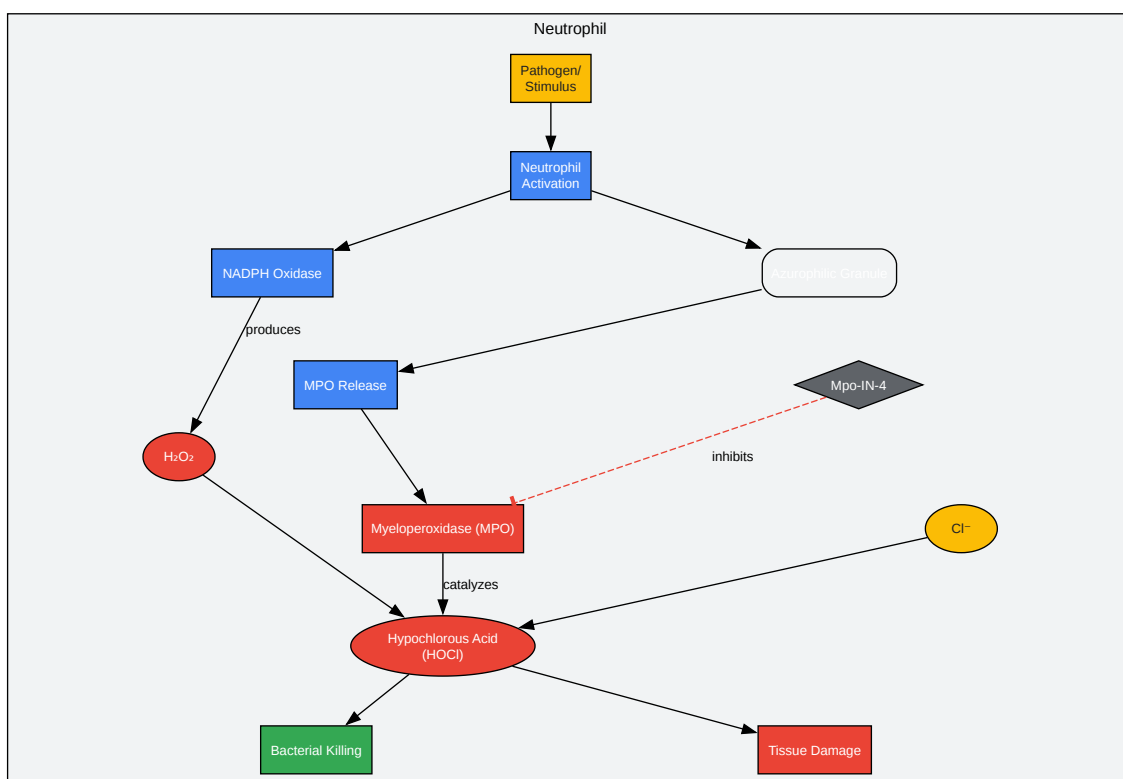 Neutrophil
Pathogen/
Stimulus
Neutrophil
Activation
NADPH Oxidase
Azurophilic Granule
produces
MPO Release
Mpo-IN-4
H₂O₂
inhibits
Myeloperoxidase (MPO)
Cl⁻
catalyzes
Hypochlorous Acid
(HOCl)
Bacterial Killing
Tissue Damage